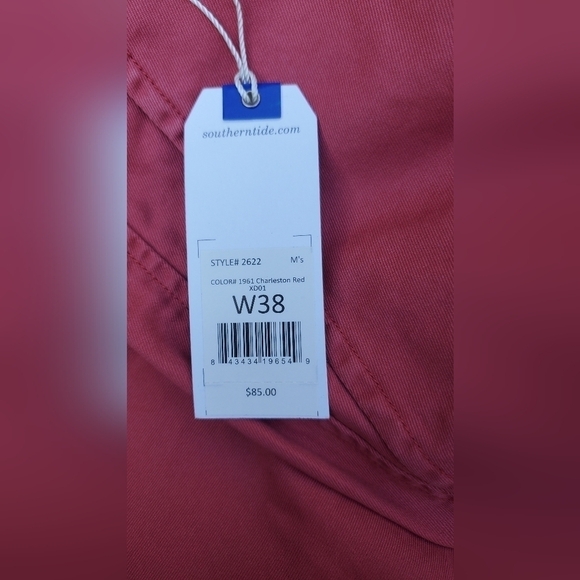 southerntide.com
STYLE# 2622 M's
COLOR# 1961 Charleston Red
XD01
W38
8 43434 19654 9
$85.00